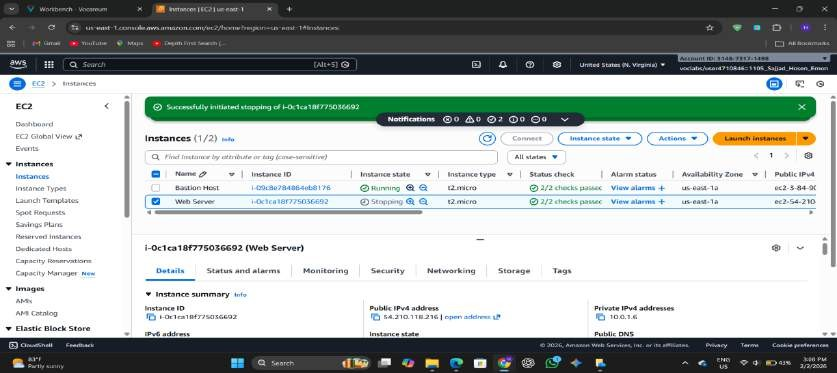 Workbench - Vocareum
Instances | EC2 | us-east-1
us-east-1.console.aws.amazon.com/ec2/home?region=us-east-1#Instances:
Gmail YouTube Maps Depth First Search (... All Bookmarks
aws Search [Alt+S] United States (N. Virginia)
Account ID: 3148-7317-1498
voclabs/user4710846=1105_Sajjad_Hosen_Emon
EC2 > Instances
EC2
Dashboard
EC2 Global View
Events
Instances
Instances
Instance Types
Launch Templates
Spot Requests
Savings Plans
Reserved Instances
Dedicated Hosts
Capacity Reservations
Capacity Manager New
Images
AMIs
AMI Catalog
Elastic Block Store
Successfully initiated stopping of i-0c1ca18f775036692
Notifications 0 0 2 0 0
Instances (1/2) Info
Connect Instance state Actions Launch instances
Find Instance by attribute or tag (case-sensitive) All states 1
Name Instance ID Instance state Instance type Status check Alarm status Availability Zone Public IPv4
Bastion Host i-09c8e784864eb8176 Running t2.micro 2/2 checks passec View alarms + us-east-1a ec2-3-84-90
Web Server i-0c1ca18f775036692 Stopping t2.micro 2/2 checks passec View alarms + us-east-1a ec2-54-210
i-0c1ca18f775036692 (Web Server)
Details Status and alarms Monitoring Security Networking Storage Tags
Instance summary Info
Instance ID
i-0c1ca18f775036692
Public IPv4 address
54.210.118.216 | open address
Private IPv4 addresses
10.0.1.6
IPv6 address
Instance state
Public DNS
CloudShell Feedback © 2026, Amazon Web Services, Inc. or its affiliates. Privacy Terms Cookie preferences
83°F
Partly sunny
Search
ENG
US
43%
3:08 PM
2/2/2026